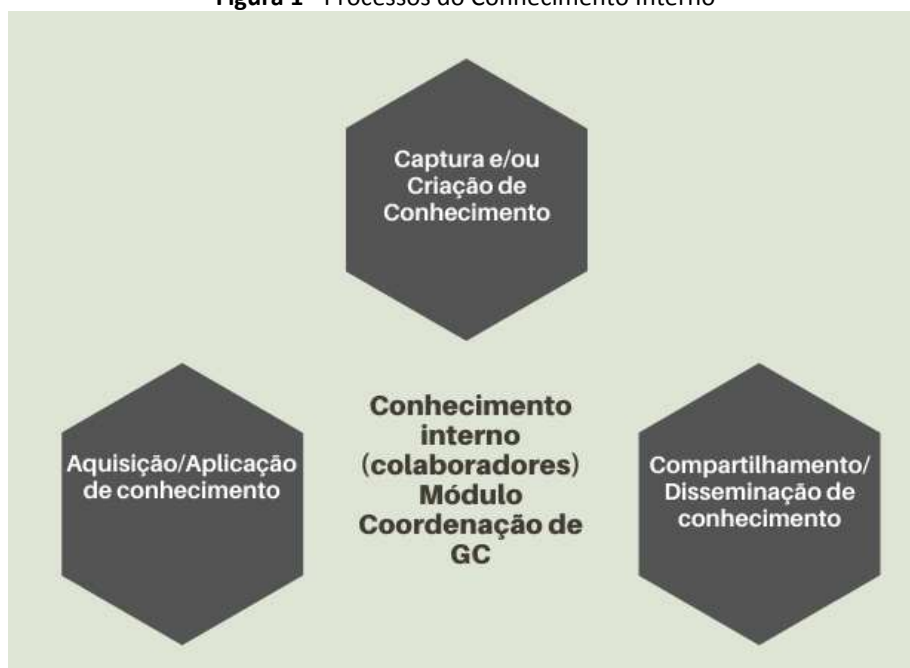 Figura 1 - Processos do Conhecimento Interno
Captura e/ou
Criação de
Conhecimento
Conhecimento
interno
(colaboradores)
Módulo
Coordenação de
GC
Aquisição/Aplicação
de conhecimento
Compartilhamento/
Disseminação de
conhecimento